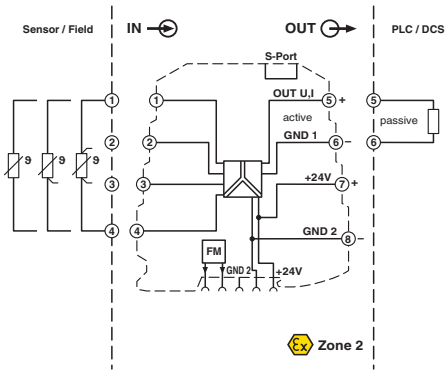 Sensor / Field IN OUT PLC / DCS
S-Port
1 1 OUT U,I 5 + 5
active passive
2 2 GND 1 6 – 6
3 3 +24V 7 +
ϑ ϑ ϑ
4 4 GND 2 8 –
FM
GND 2 +24V
Ex Zone 2